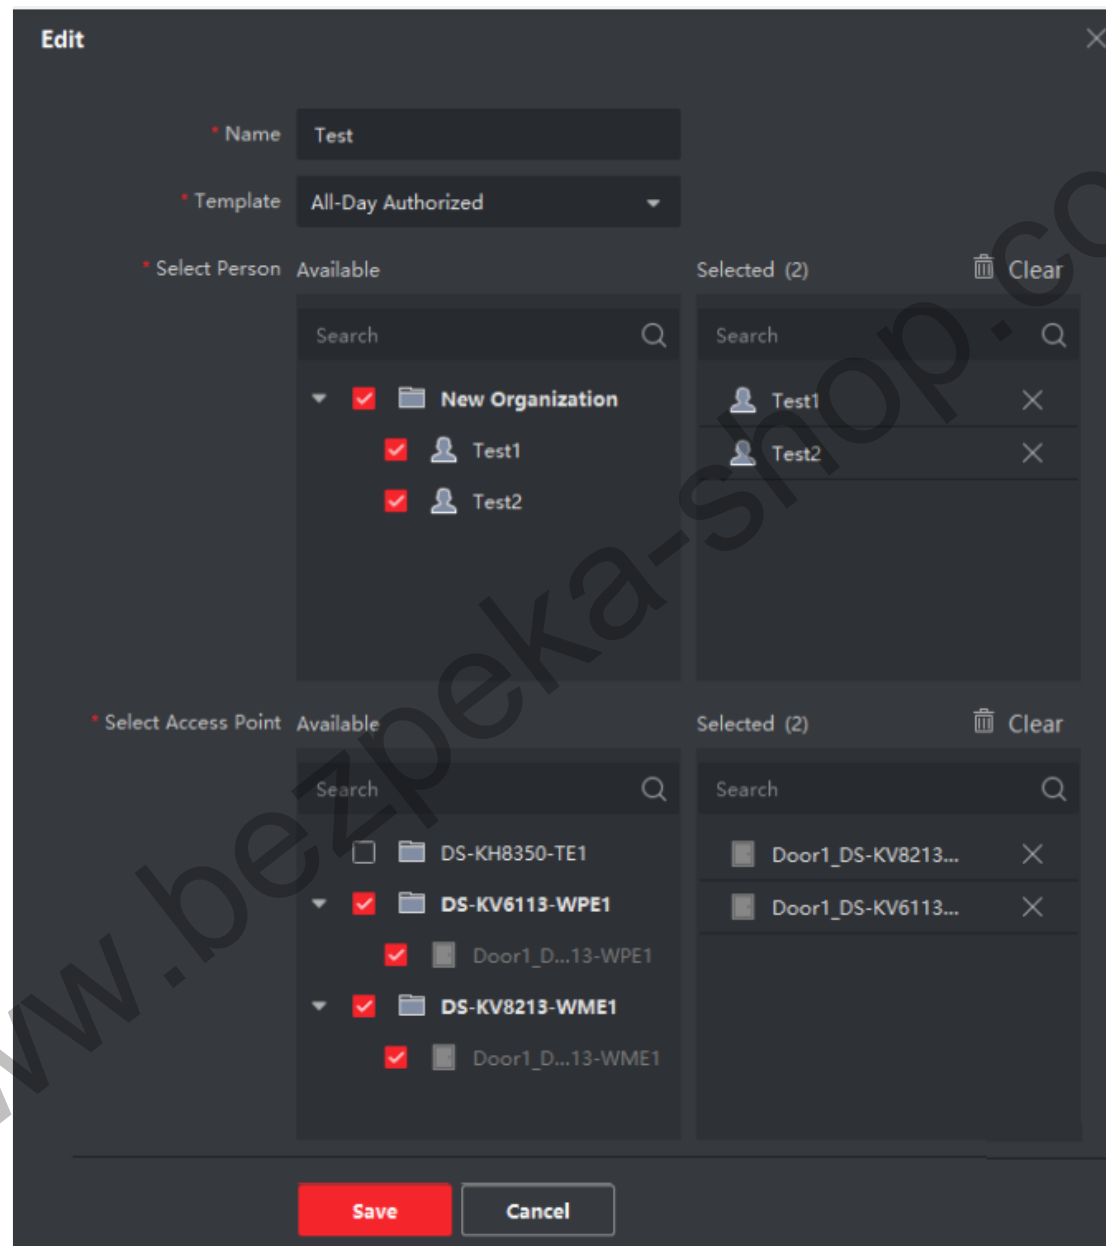 Edit
* Name Test
* Template All-Day Authorized
* Select Person Available Selected (2) Clear
Search Search
New Organization Test1
Test1 Test2
Test2
* Select Access Point Available Selected (2) Clear
Search Search
DS-KH8350-TE1 Door1_DS-KV8213...
DS-KV6113-WPE1 Door1_DS-KV6113...
Door1_D...13-WPE1
DS-KV8213-WME1
Door1_D...13-WME1
Save Cancel
www.bezpeka-shop.co